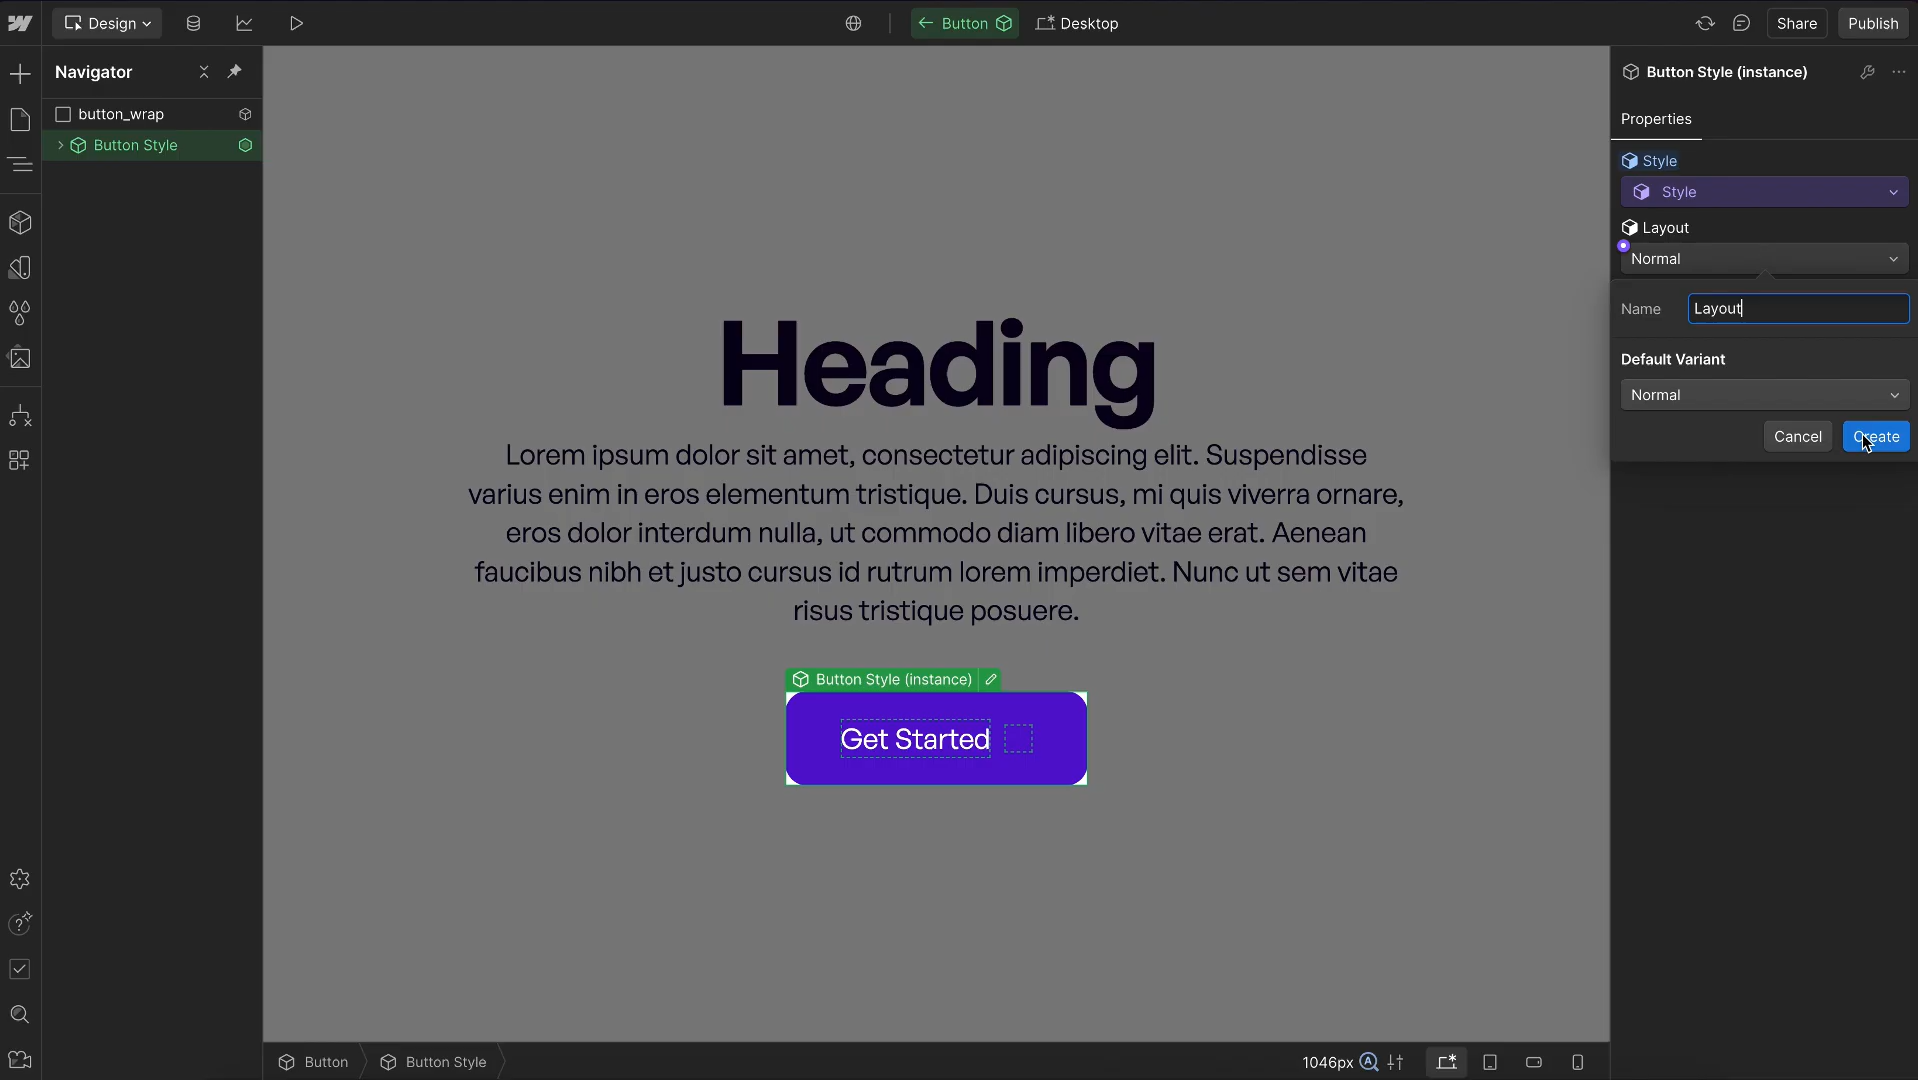 Design
Button
Desktop
Share
Publish
Navigator
button_wrap
Button Style
Button Style (instance)
Properties
Style
Style
Layout
Normal
Name
Layout
Default Variant
Normal
Cancel
Create
Heading
Lorem ipsum dolor sit amet, consectetur adipiscing elit. Suspendisse
varius enim in eros elementum tristique. Duis cursus, mi quis viverra ornare,
eros dolor interdum nulla, ut commodo diam libero vitae erat. Aenean
faucibus nibh et justo cursus id rutrum lorem imperdiet. Nunc ut sem vitae
risus tristique posuere.
Button Style (instance)
Get Started
Button
Button Style
1046px